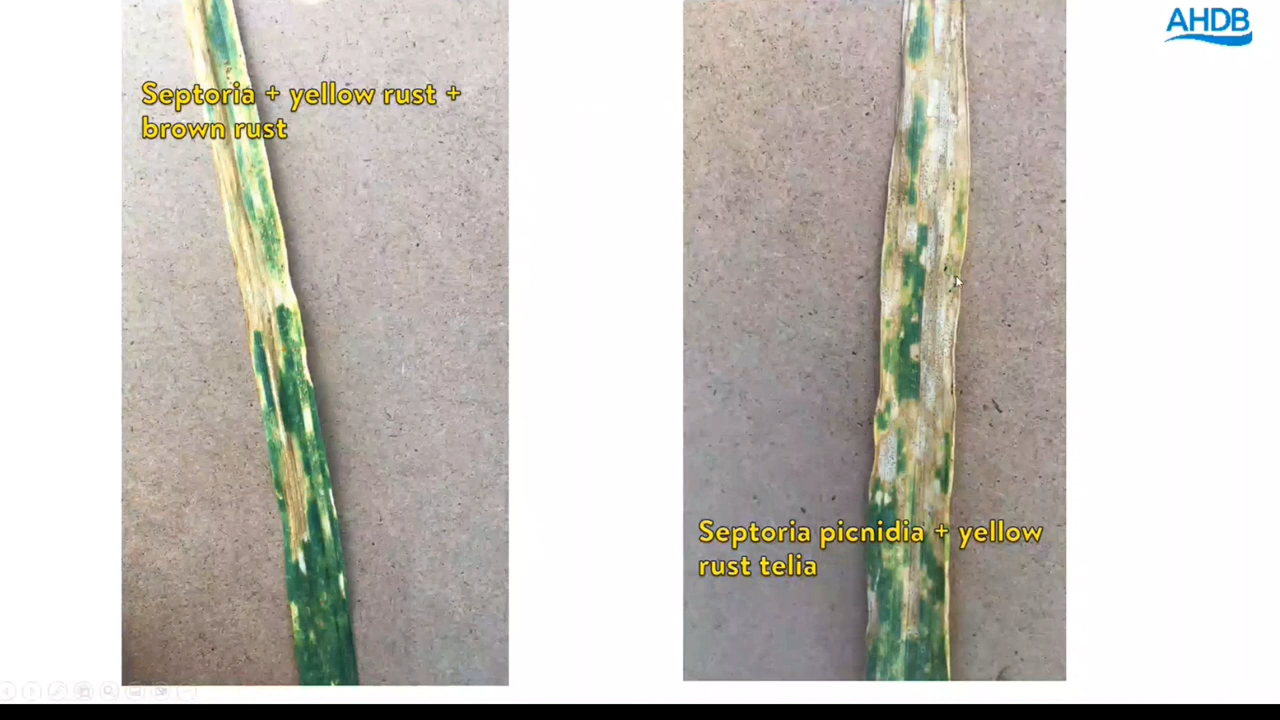 AHDB
Septoria + yellow rust +
brown rust
Septoria picnidia + yellow
rust telia